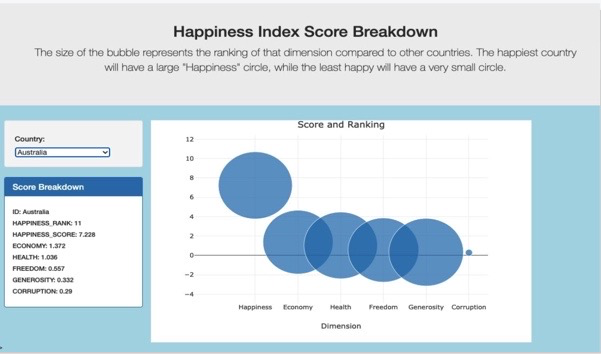 Happiness Index Score Breakdown
The size of the bubble represents the ranking of that dimension compared to other countries. The happiest country
will have a large "Happiness" circle, while the least happy will have a very small circle.
Country:
Australia
Score Breakdown
ID: Australia
HAPPINESS_RANK: 11
HAPPINESS_SCORE: 7.228
ECONOMY: 1.372
HEALTH: 1.036
FREEDOM: 0.557
GENEROSITY: 0.332
CORRUPTION: 0.29
Score and Ranking
12
10
8
6
4
2
0
−2
−4
Happiness Economy Health Freedom Generosity Corruption
Dimension